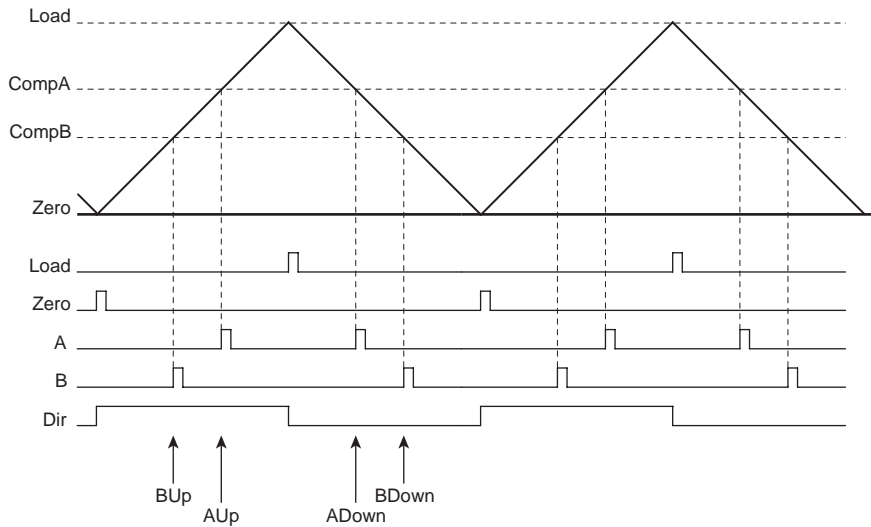 Load
CompA
CompB
Zero
Load
Zero
A
B
Dir
BUp
BDown
AUp
ADown